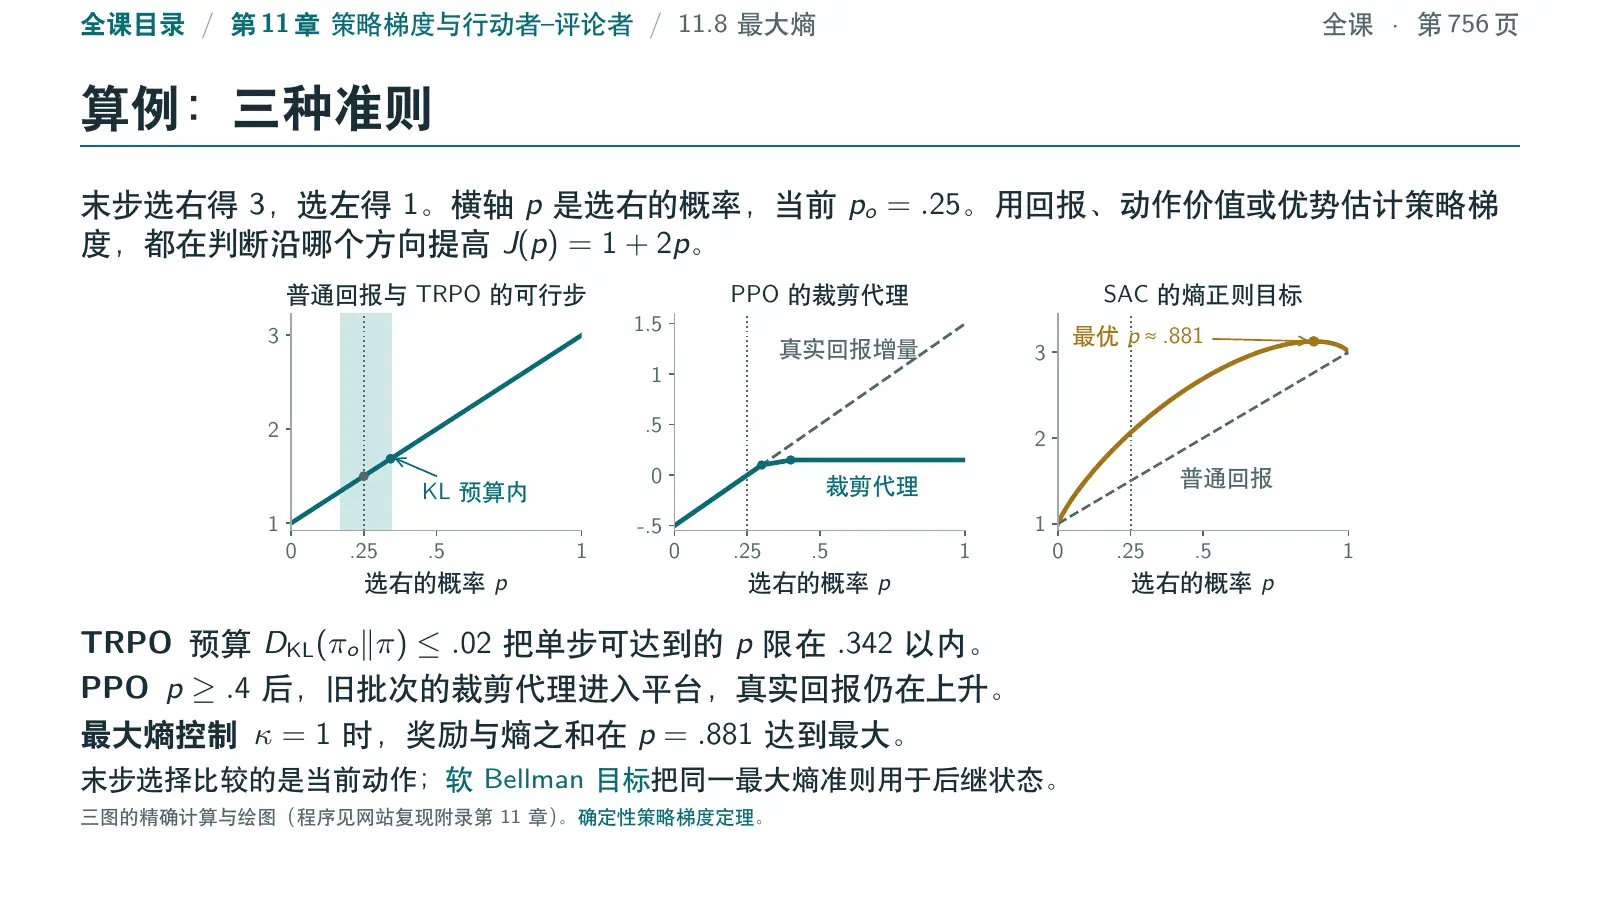 全课目录 / 第 11 章 策略梯度与行动者–评论者 / 11.8 最大熵
全课 · 第 756 页
算例：三种准则
末步选右得 3，选左得 1。横轴 p 是选右的概率，当前 pₒ = .25。用回报、动作价值或优势估计策略梯
度，都在判断沿哪个方向提高 J(p) = 1 + 2p。
普通回报与 TRPO 的可行步
3
2
1
KL 预算内
0 .25 .5 1
选右的概率 p
PPO 的裁剪代理
1.5
1
.5
0
-.5
真实回报增量
裁剪代理
0 .25 .5 1
选右的概率 p
SAC 的熵正则目标
最优 p ≈ .881
3
2
1
普通回报
0 .25 .5 1
选右的概率 p
TRPO 预算 D_KL(πₒ∥π) ≤ .02 把单步可达到的 p 限在 .342 以内。
PPO p ≥ .4 后，旧批次的裁剪代理进入平台，真实回报仍在上升。
最大熵控制 κ = 1 时，奖励与熵之和在 p = .881 达到最大。
末步选择比较的是当前动作；软 Bellman 目标把同一最大熵准则用于后继状态。
三图的精确计算与绘图（程序见网站复现附录第 11 章）。确定性策略梯度定理。